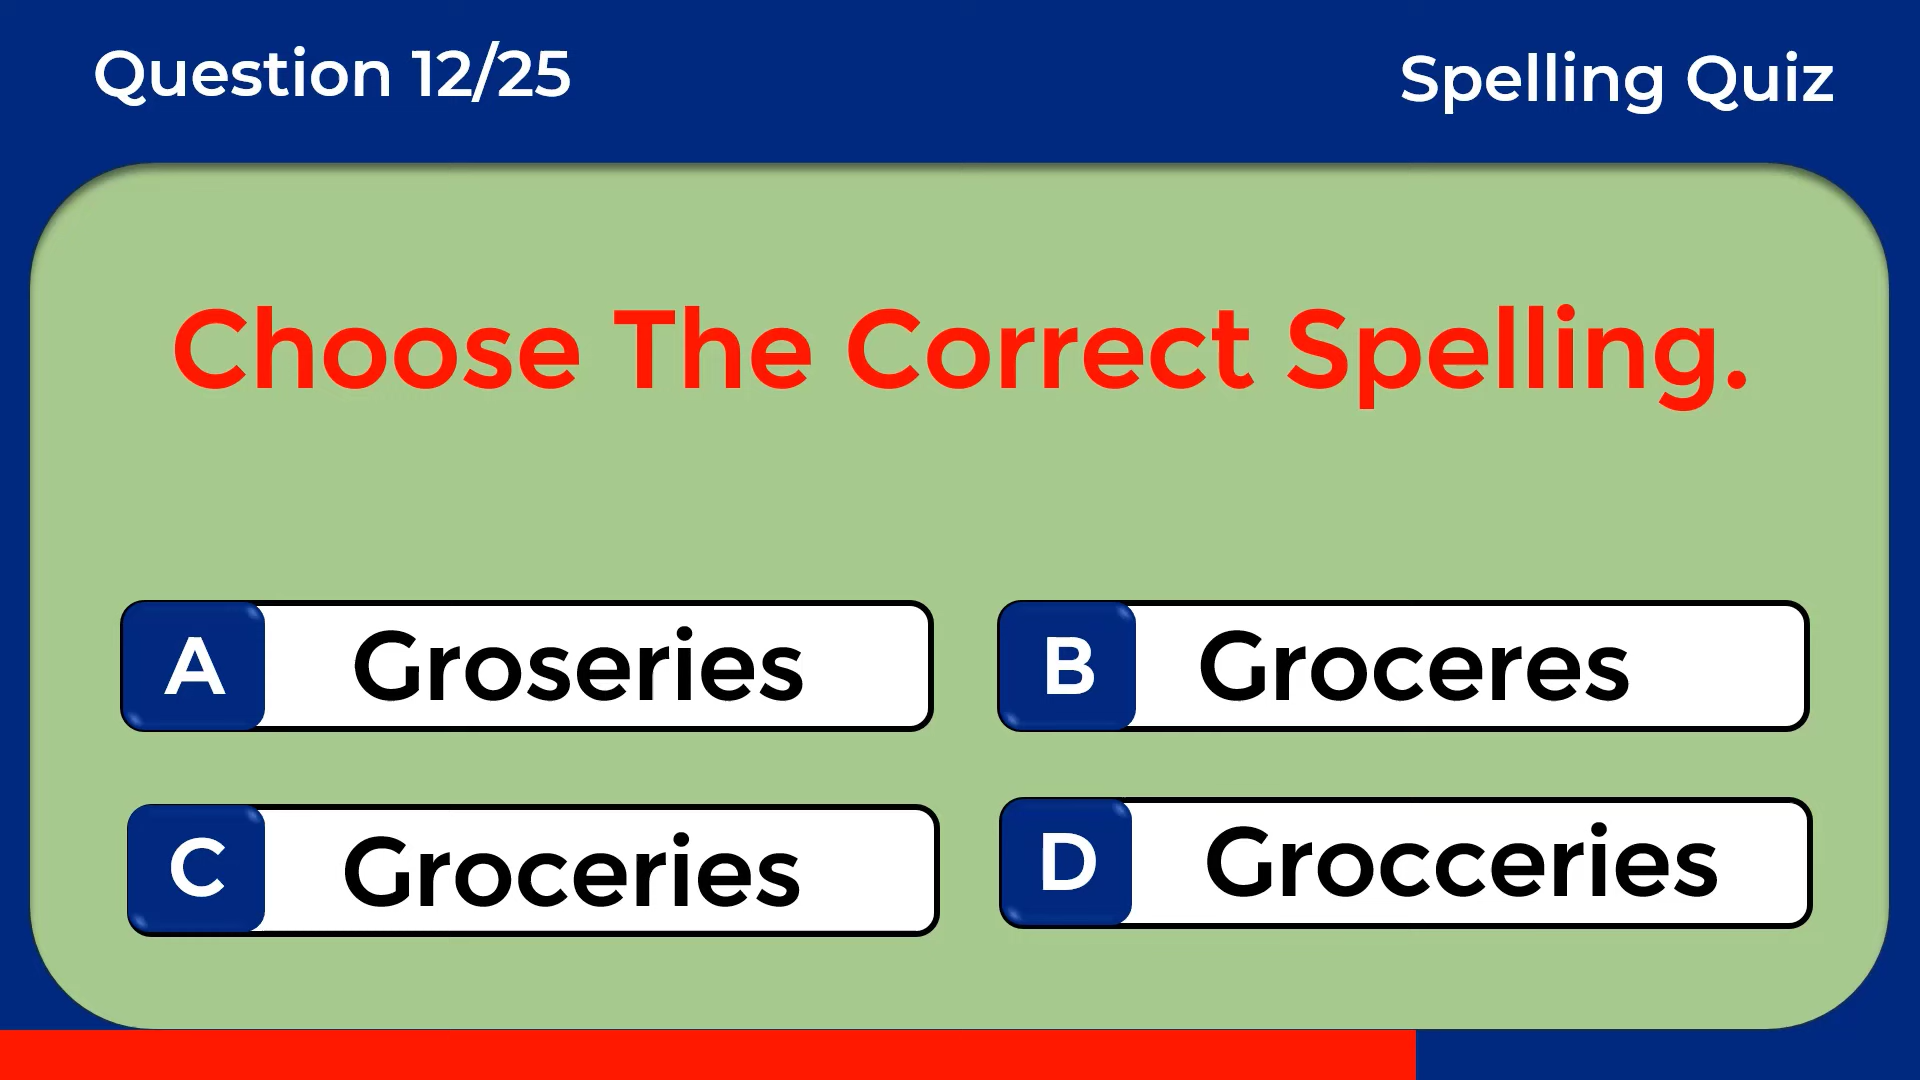 Question 12/25
Spelling Quiz
Choose The Correct Spelling.
A Groseries
B Groceres
C Groceries
D Grocceries